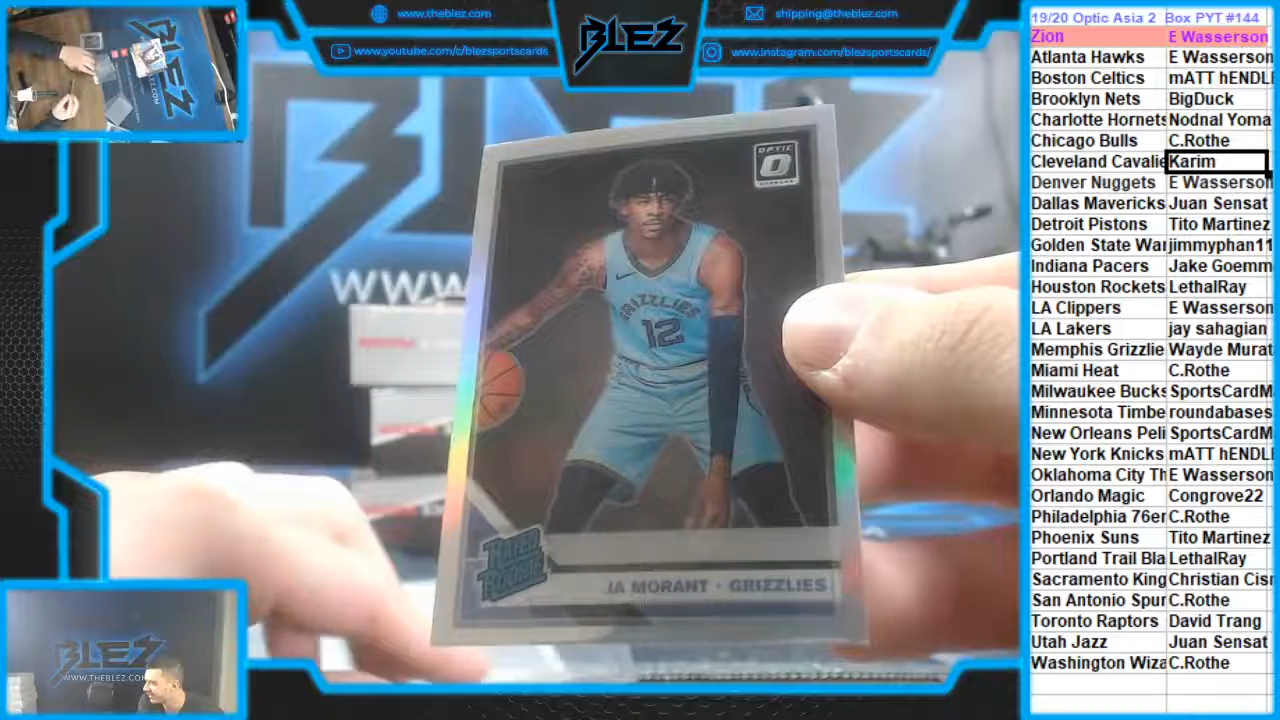 www.theblez.com
shipping@theblez.com
www.youtube.com/c/blezsportscards
www.instagram.com/blezsportscards/
BLEZ
OPTIC
GRIZZLIES
12
RATED
ROOKIE
JA MORANT · GRIZZLIES
WWW
BLEZ
WWW.THEBLEZ.COM
19/20 Optic Asia 2 Box PYT #144
Zion E Wasserson
Atlanta Hawks E Wasserson
Boston Celtics mATT hENDL
Brooklyn Nets BigDuck
Charlotte Hornets Nodnal Yoma
Chicago Bulls C.Rothe
Cleveland Cavalie Karim
Denver Nuggets E Wasserson
Dallas Mavericks Juan Sensat
Detroit Pistons Tito Martinez
Golden State War jimmyphan11
Indiana Pacers Jake Goemm
Houston Rockets LethalRay
LA Clippers E Wasserson
LA Lakers jay sahagian
Memphis Grizzlie Wayde Murat
Miami Heat C.Rothe
Milwaukee Bucks SportsCardM
Minnesota Timbe roundabases
New Orleans Peli SportsCardM
New York Knicks mATT hENDL
Oklahoma City Th E Wasserson
Orlando Magic Congrove22
Philadelphia 76er C.Rothe
Phoenix Suns Tito Martinez
Portland Trail Bla LethalRay
Sacramento King Christian Cisn
San Antonio Spur C.Rothe
Toronto Raptors David Trang
Utah Jazz Juan Sensat
Washington Wiza C.Rothe